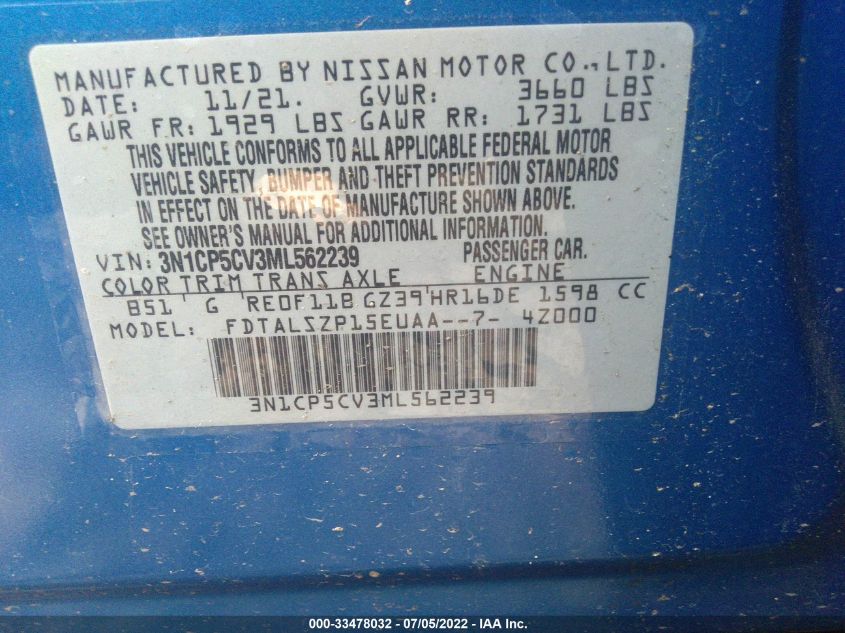 MANUFACTURED BY NISSAN MOTOR CO., LTD.
DATE: 11/21. GVWR: 3660 LBS
GAWR FR: 1929 LBS GAWR RR: 1731 LBS
THIS VEHICLE CONFORMS TO ALL APPLICABLE FEDERAL MOTOR
VEHICLE SAFETY, BUMPER AND THEFT PREVENTION STANDARDS
IN EFFECT ON THE DATE OF MANUFACTURE SHOWN ABOVE.
SEE OWNER'S MANUAL FOR ADDITIONAL INFORMATION.
VIN: 3N1CP5CV3ML562239 PASSENGER CAR.
COLOR TRIM TRANS AXLE ENGINE
B51 G RE0F11B GZ39 HR16DE 1598 CC
MODEL: FDTALSZP15EUAA--7- 4Z000
3N1CP5CV3ML562239
000-33478032 - 07/05/2022 - IAA Inc.